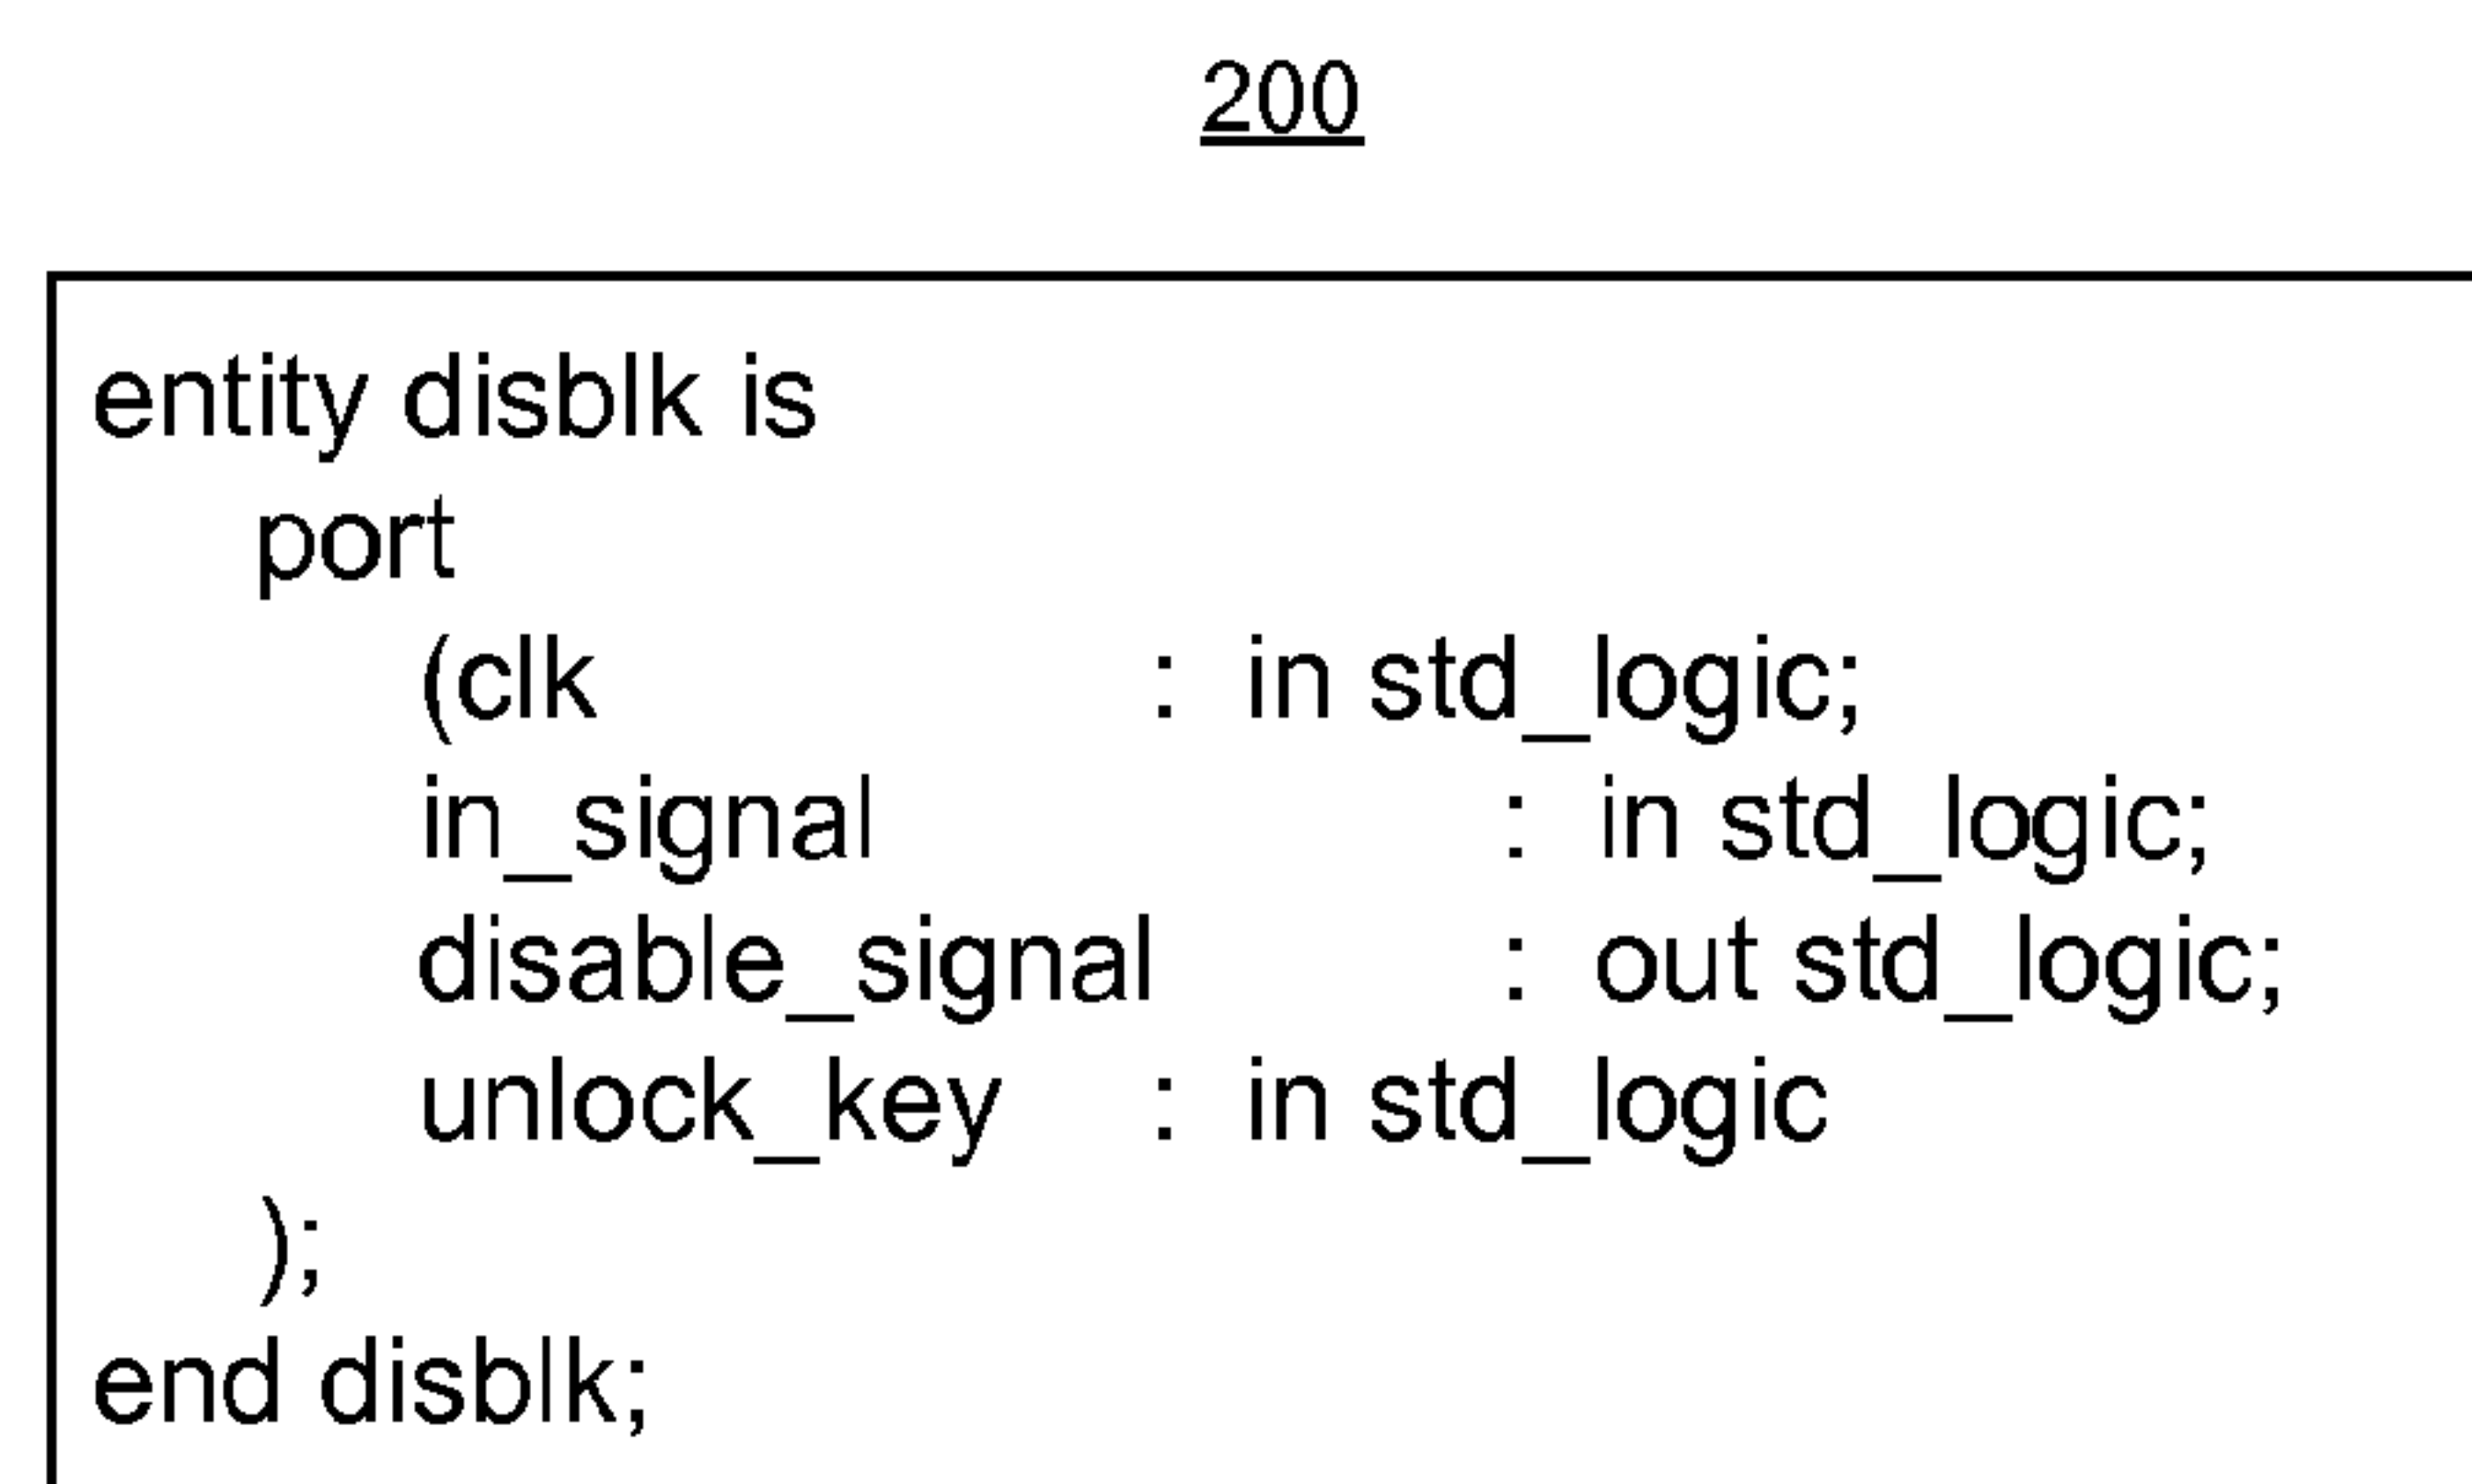 200
entity disblk is
port
(clk : in std_logic;
in_signal : in std_logic;
disable_signal : out std_logic;
unlock_key : in std_logic
);
end disblk;